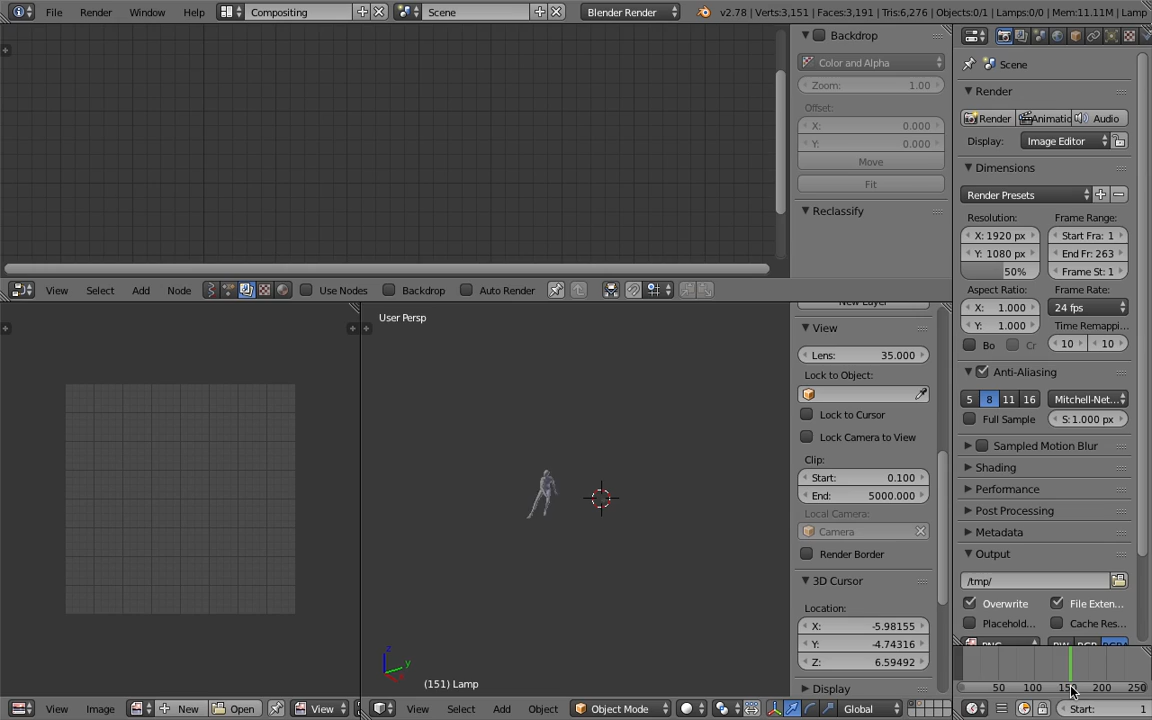 File Render Window Help Compositing Scene Blender Render v2.78 | Verts:3,151 | Faces:3,191 | Tris:6,276 | Objects:0/1 | Lamps:0/0 | Mem:11.11M | Lamp
Backdrop
Color and Alpha
Zoom: 1.00
Offset:
X: 0.000
Y: 0.000
Move
Fit
Reclassify
View Select Add Node Use Nodes Backdrop Auto Render
User Persp
(151) Lamp
View Image New Open View
New Layer
View
Lens: 35.000
Lock to Object:
Lock to Cursor
Lock Camera to View
Clip:
Start: 0.100
End: 5000.000
Local Camera:
Camera
Render Border
3D Cursor
Location:
X: -5.98155
Y: -4.74316
Z: 6.59492
Display
View Select Add Object Object Mode Global
Scene
Render
Render Animatic Audio
Display: Image Editor
Dimensions
Render Presets
Resolution: Frame Range:
X: 1920 px Start Fra: 1
Y: 1080 px End Fr: 263
50% Frame St: 1
Aspect Ratio: Frame Rate:
X: 1.000 24 fps
Y: 1.000 Time Remappi...
Bo Cr 10 10
Anti-Aliasing
5 8 11 16 Mitchell-Net...
Full Sample S: 1.000 px
Sampled Motion Blur
Shading
Performance
Post Processing
Metadata
Output
/tmp/
Overwrite File Exten...
Placehold... Cache Res...
PNG BW RGB RGBA
50 100 150 200 250
Start: 1